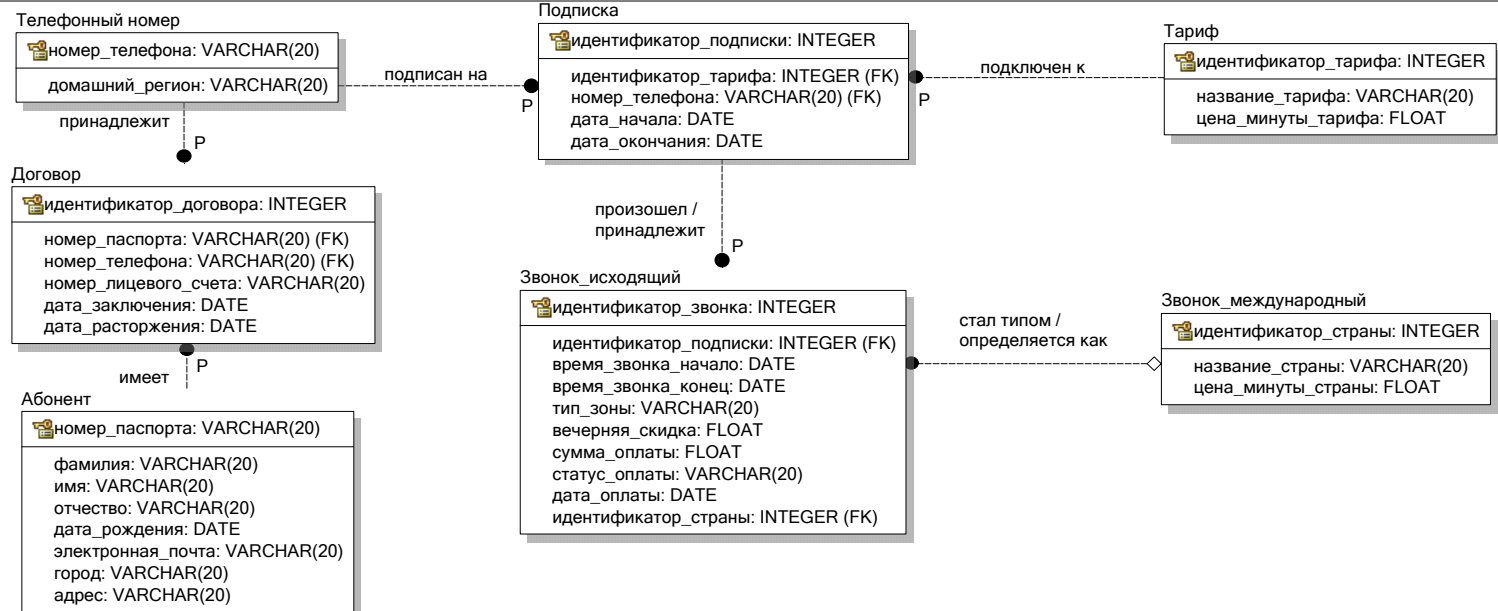 Телефонный номер
номер_телефона: VARCHAR(20)
домашний_регион: VARCHAR(20)
подписан на
P
принадлежит
P
Подписка
идентификатор_подписки: INTEGER
идентификатор_тарифа: INTEGER (FK)
номер_телефона: VARCHAR(20) (FK)
дата_начала: DATE
дата_окончания: DATE
подключен к
P
Тариф
идентификатор_тарифа: INTEGER
название_тарифа: VARCHAR(20)
цена_минуты_тарифа: FLOAT
Договор
идентификатор_договора: INTEGER
номер_паспорта: VARCHAR(20) (FK)
номер_телефона: VARCHAR(20) (FK)
номер_лицевого_счета: VARCHAR(20)
дата_заключения: DATE
дата_расторжения: DATE
имеет
P
произошел /
принадлежит
P
Звонок_исходящий
идентификатор_звонка: INTEGER
идентификатор_подписки: INTEGER (FK)
время_звонка_начало: DATE
время_звонка_конец: DATE
тип_зоны: VARCHAR(20)
вечерняя_скидка: FLOAT
сумма_оплаты: FLOAT
статус_оплаты: VARCHAR(20)
дата_оплаты: DATE
идентификатор_страны: INTEGER (FK)
стал типом /
определяется как
Звонок_международный
идентификатор_страны: INTEGER
название_страны: VARCHAR(20)
цена_минуты_страны: FLOAT
Абонент
номер_паспорта: VARCHAR(20)
фамилия: VARCHAR(20)
имя: VARCHAR(20)
отчество: VARCHAR(20)
дата_рождения: DATE
электронная_почта: VARCHAR(20)
город: VARCHAR(20)
адрес: VARCHAR(20)